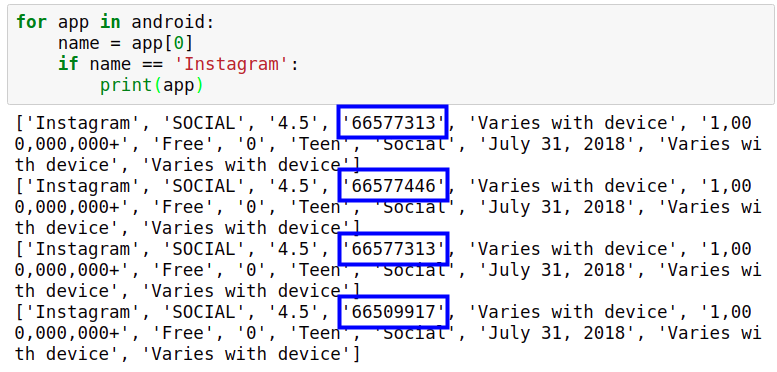 for app in android:
    name = app[0]
    if name == 'Instagram':
        print(app)
['Instagram', 'SOCIAL', '4.5', '66577313', 'Varies with device', '1,00
0,000,000+', 'Free', '0', 'Teen', 'Social', 'July 31, 2018', 'Varies wi
th device', 'Varies with device']
['Instagram', 'SOCIAL', '4.5', '66577446', 'Varies with device', '1,00
0,000,000+', 'Free', '0', 'Teen', 'Social', 'July 31, 2018', 'Varies wi
th device', 'Varies with device']
['Instagram', 'SOCIAL', '4.5', '66577313', 'Varies with device', '1,00
0,000,000+', 'Free', '0', 'Teen', 'Social', 'July 31, 2018', 'Varies wi
th device', 'Varies with device']
['Instagram', 'SOCIAL', '4.5', '66509917', 'Varies with device', '1,00
0,000,000+', 'Free', '0', 'Teen', 'Social', 'July 31, 2018', 'Varies wi
th device', 'Varies with device']